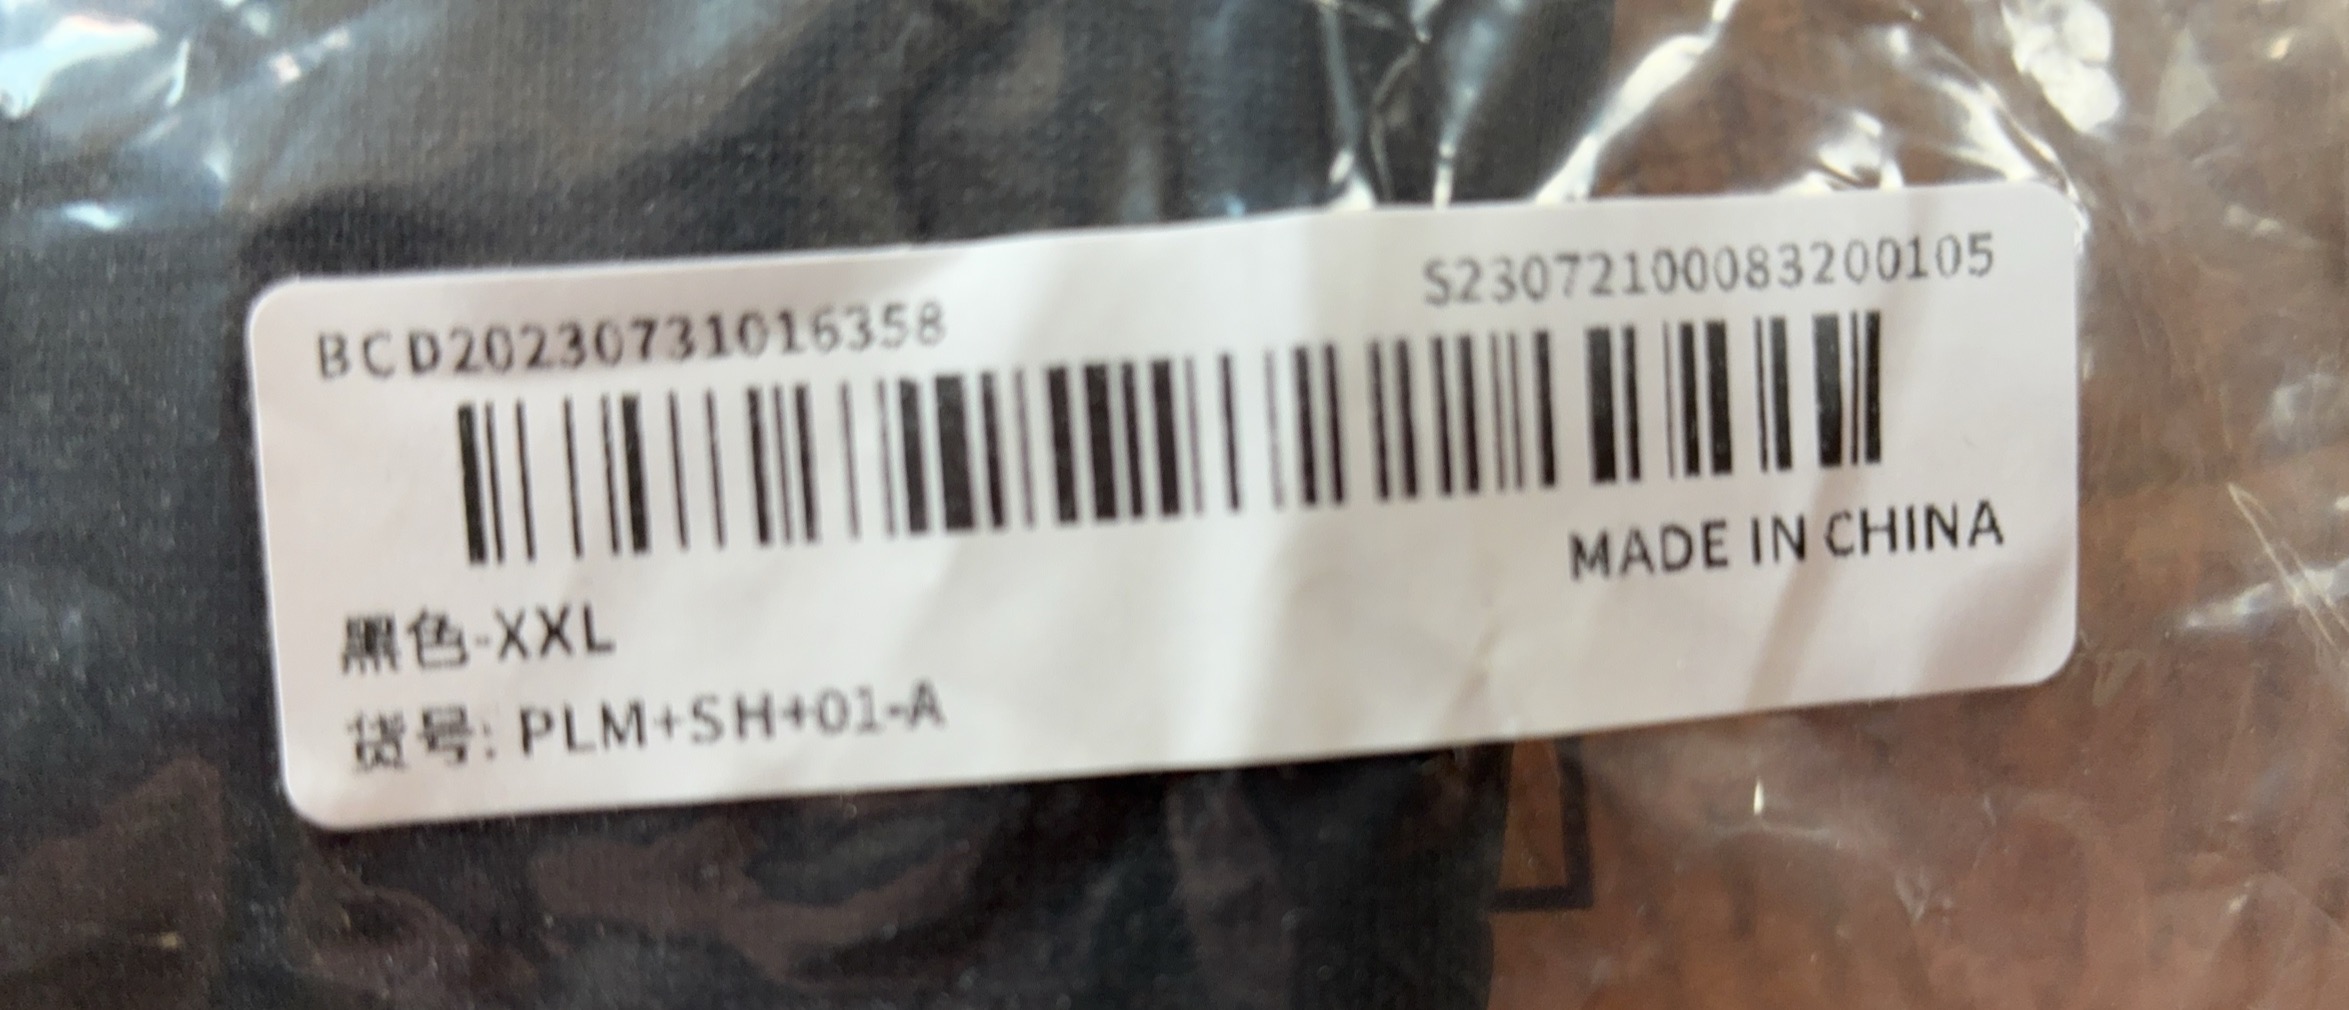 BCD20230731016358
S23072100083200105
MADE IN CHINA
黑色-XXL
货号: PLM+SH+01-A